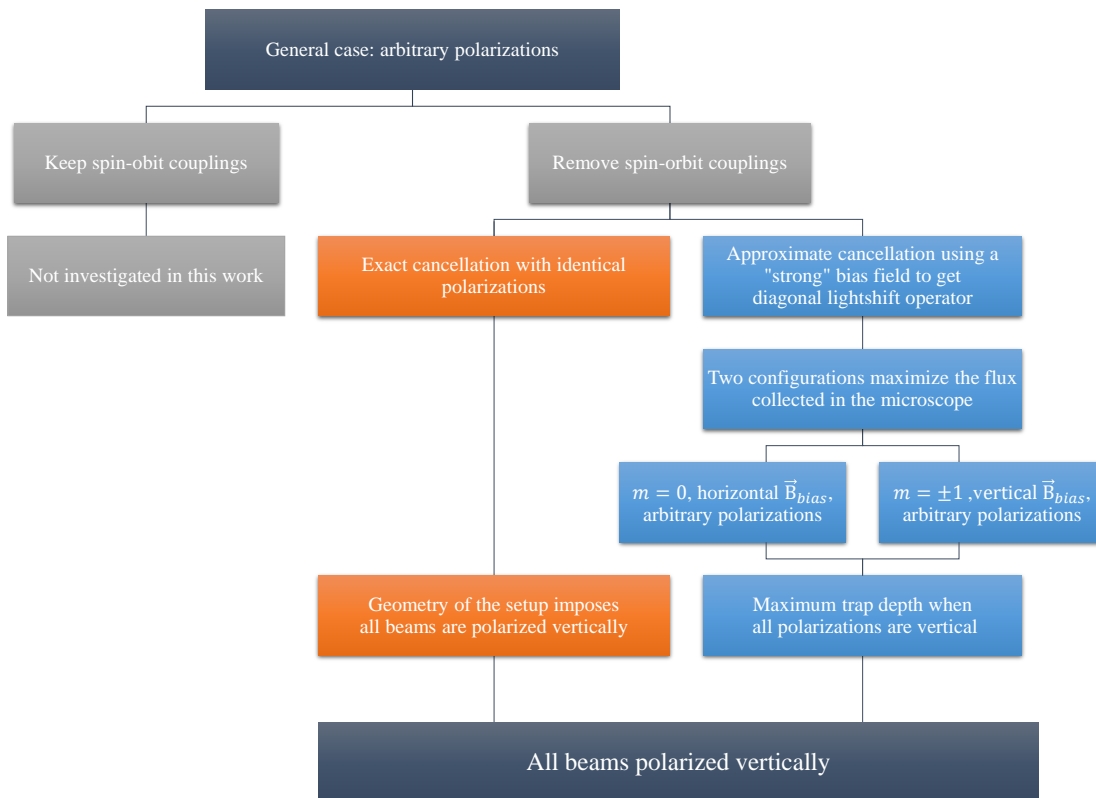 General case: arbitrary polarizations
Keep spin-obit couplings
Remove spin-orbit couplings
Not investigated in this work
Exact cancellation with identical
polarizations
Approximate cancellation using a
"strong" bias field to get
diagonal lightshift operator
Two configurations maximize the flux
collected in the microscope
m = 0, horizontal B⃗_bias,
arbitrary polarizations
m = ±1 ,vertical B⃗_bias,
arbitrary polarizations
Geometry of the setup imposes
all beams are polarized vertically
Maximum trap depth when
all polarizations are vertical
All beams polarized vertically